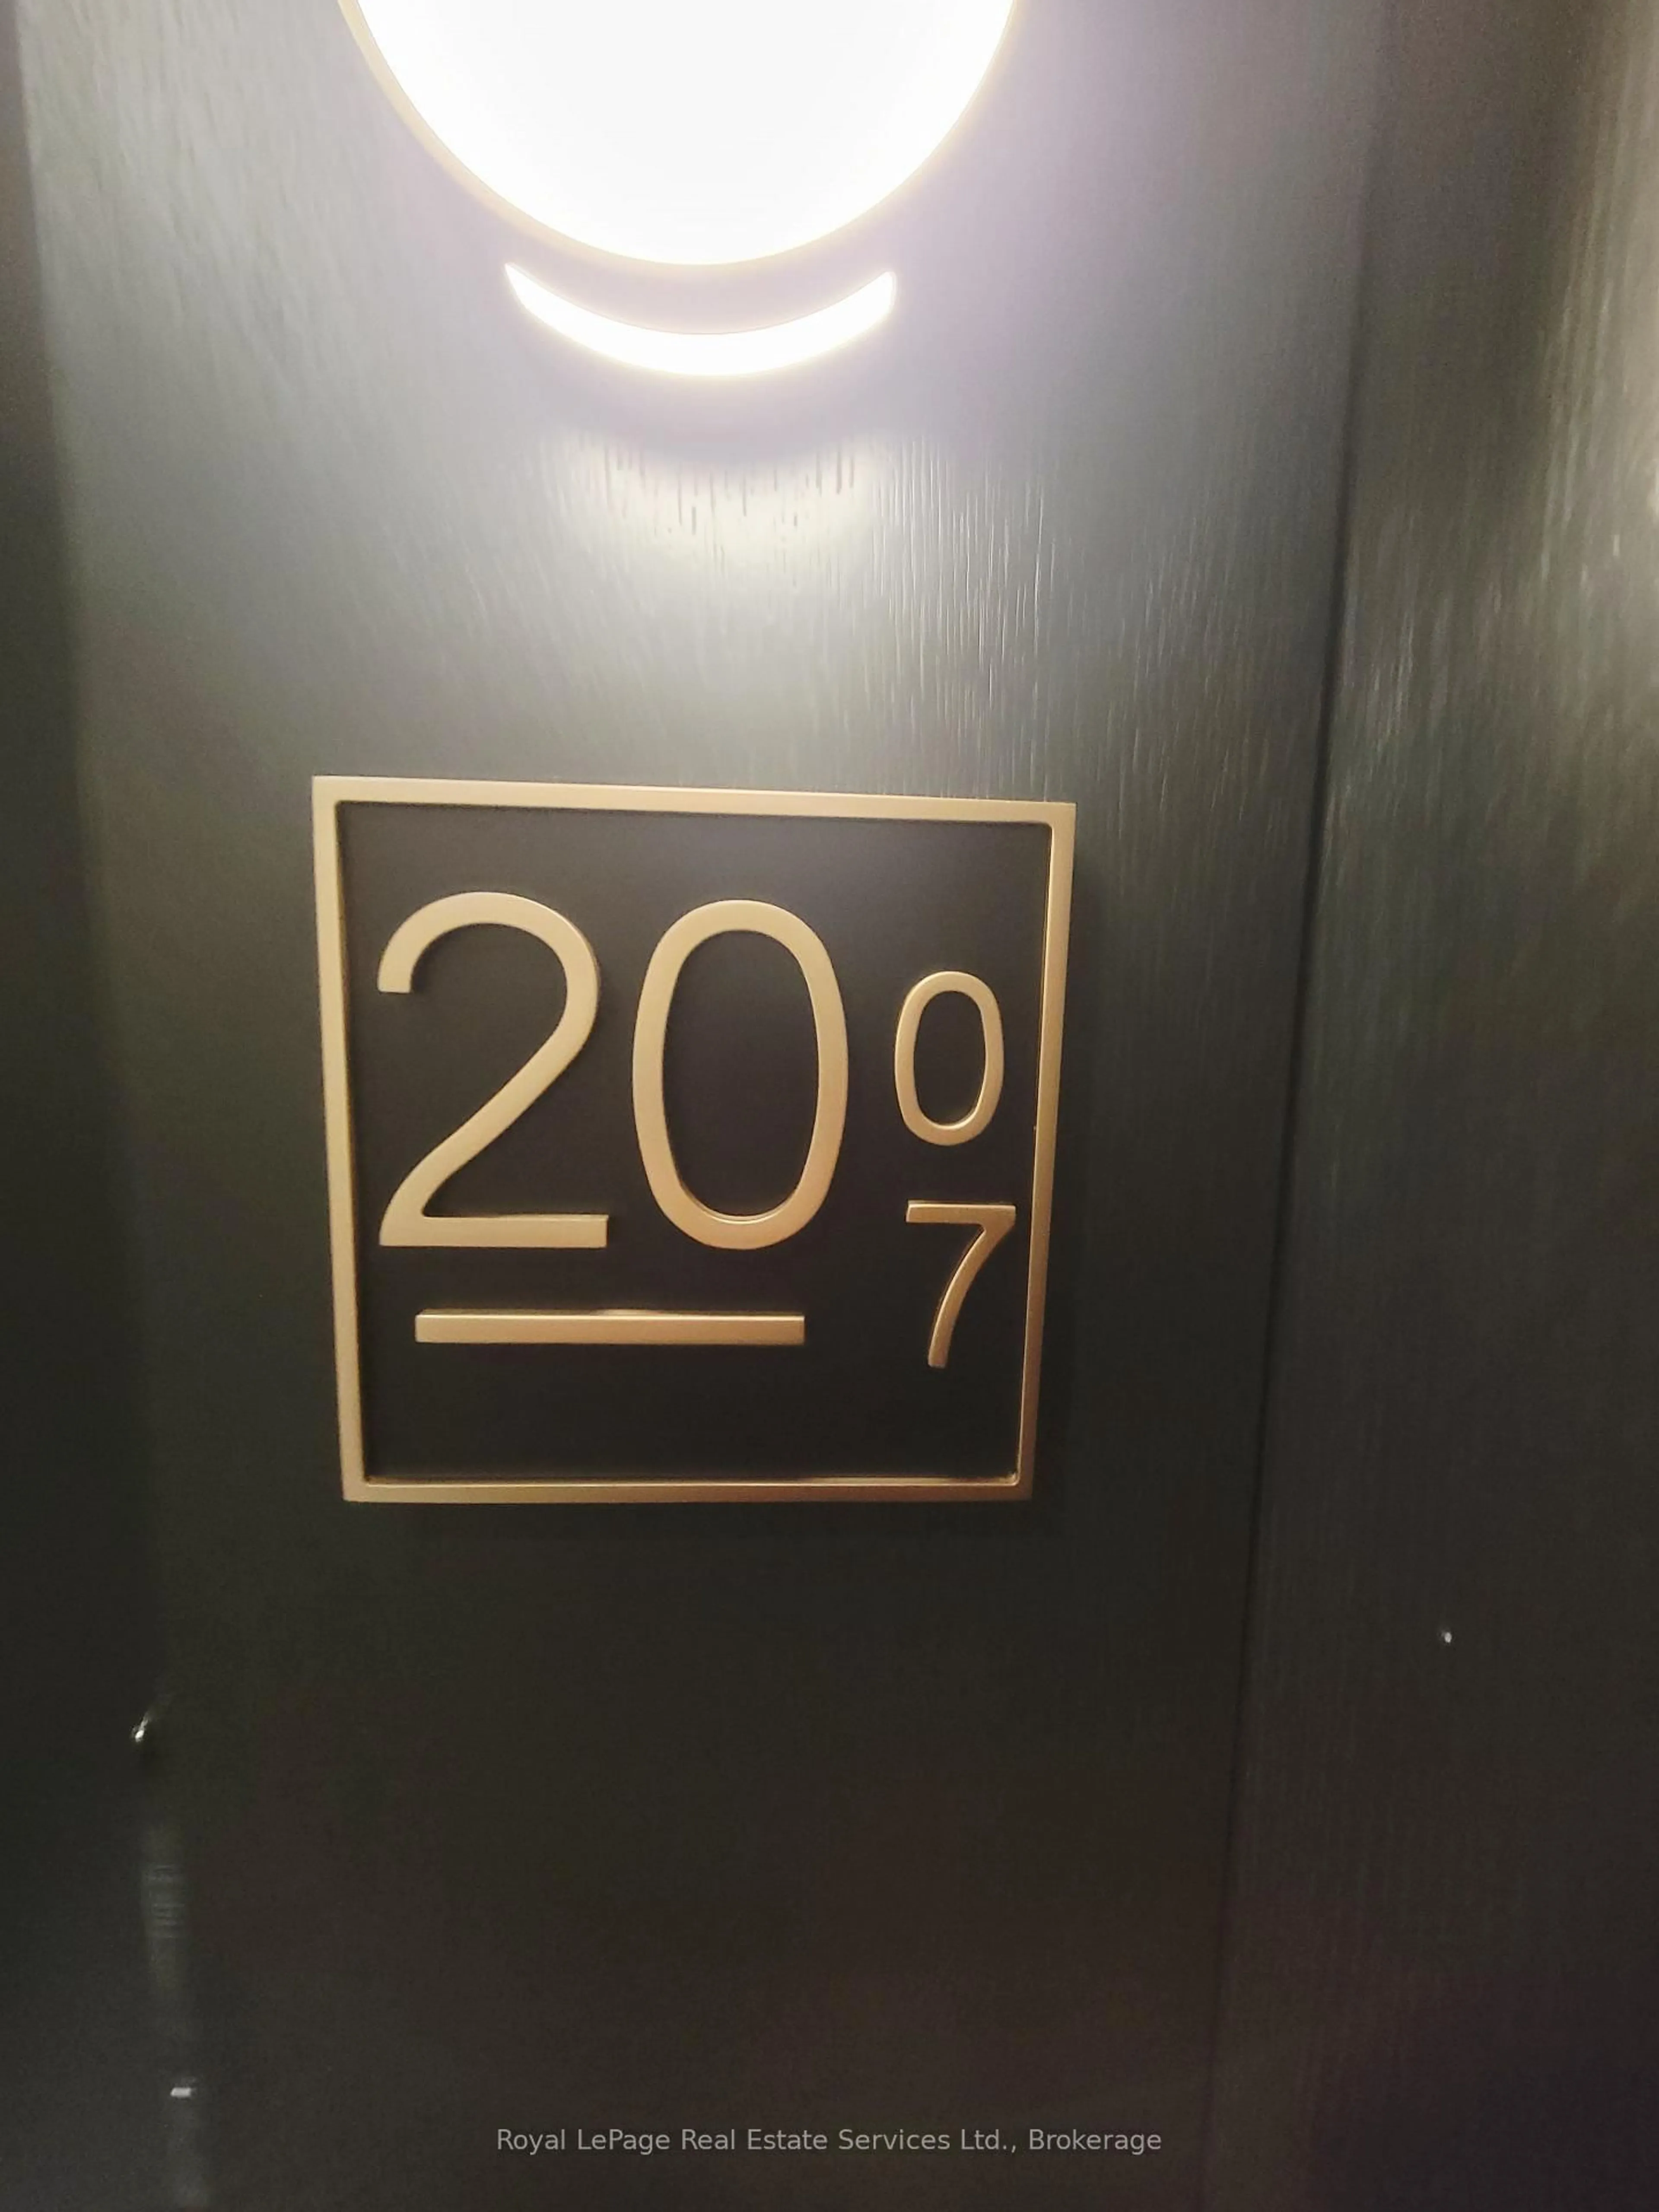 20 0
7
Royal LePage Real Estate Services Ltd., Brokerage